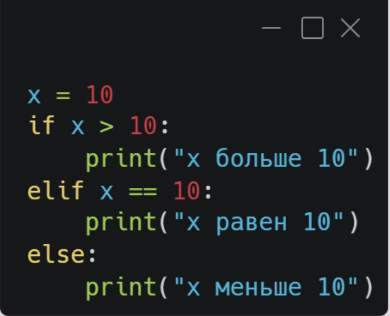 x = 10
if x > 10:
    print("x больше 10")
elif x == 10:
    print("x равен 10")
else:
    print("x меньше 10")